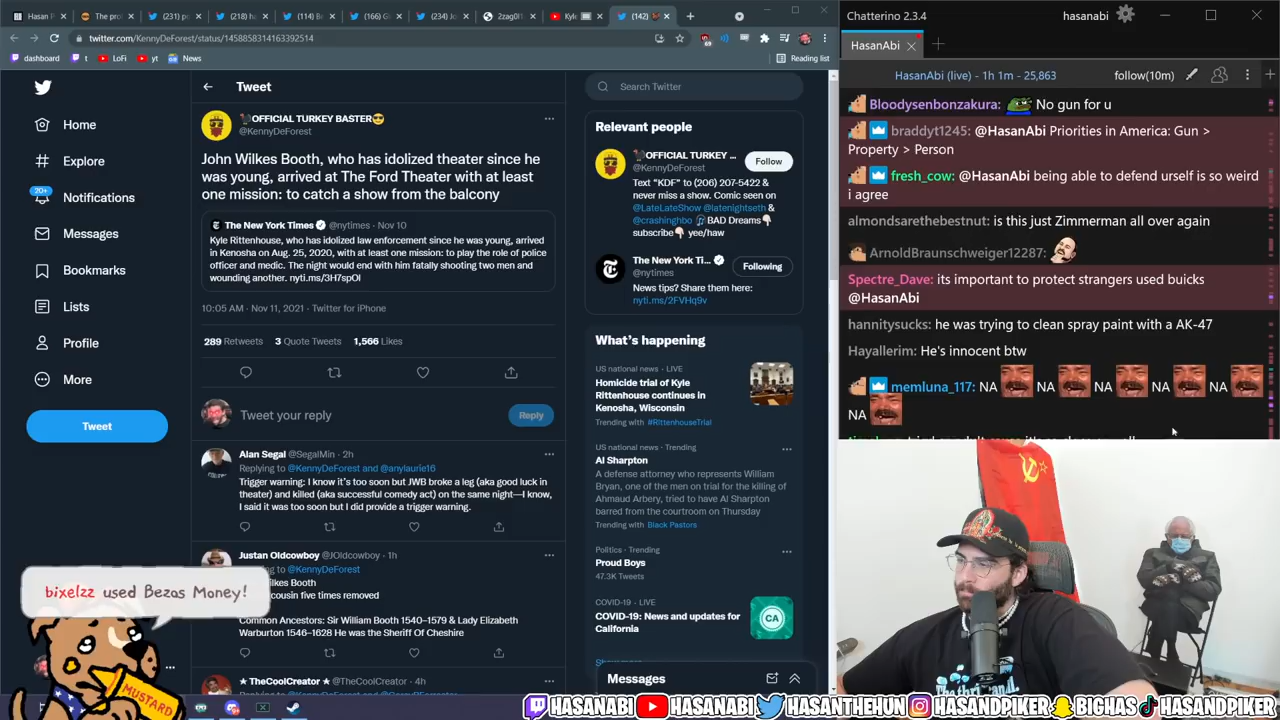 Hasan P
The pro
(231) p
(218) h
(114) B
(166) G
(234) Jo
2zag0l1
Kyle
(142)
twitter.com/KennyDeForest/status/1458858314163392514
dashboard
t
LoFi
yt
News
Reading list
Home
Explore
20+
Notifications
Messages
Bookmarks
Lists
Profile
More
Tweet
Tweet
OFFICIAL TURKEY BASTER
@KennyDeForest
John Wilkes Booth, who has idolized theater since he
was young, arrived at The Ford Theater with at least
one mission: to catch a show from the balcony
The New York Times @nytimes · Nov 10
Kyle Rittenhouse, who has idolized law enforcement since he was young, arrived
in Kenosha on Aug. 25, 2020, with at least one mission: to play the role of police
officer and medic. The night would end with him fatally shooting two men and
wounding another. nyti.ms/3H7spOl
10:05 AM · Nov 11, 2021 · Twitter for iPhone
289 Retweets 3 Quote Tweets 1,566 Likes
Tweet your reply
Reply
Alan Segal @SegalMin · 2h
Replying to @KennyDeForest and @anylaurie16
Trigger warning: I know it's too soon but JWB broke a leg (aka good luck in
theater) and killed (aka successful comedy act) on the same night—I know,
I said it was too soon but I did provide a trigger warning.
Justan Oldcowboy @JOldcowboy · 1h
to @KennyDeForest
ilkes Booth
cousin five times removed
Common Ancestors: Sir William Booth 1540–1579 & Lady Elizabeth
Warburton 1546–1628 He was the Sheriff Of Cheshire
★ TheCoolCreator ★ @TheCoolCreator · 4h
Search Twitter
Relevant people
OFFICIAL TURKEY ...
@KennyDeForest
Follow
Text "KDF" to (206) 207-5422 &
never miss a show. Comic seen on
@LateLateShow @latenightseth &
@crashinghbo BAD Dreams
subscribe yee/haw
The New York Ti...
@nytimes
Following
News tips? Share them here:
nyti.ms/2FVHq9v
What's happening
US national news · LIVE
Homicide trial of Kyle
Rittenhouse continues in
Kenosha, Wisconsin
Trending with #RittenhouseTrial
US national news · Trending
Al Sharpton
A defense attorney who represents William
Bryan, one of the men on trial for the killing of
Ahmaud Arbery, tried to have Al Sharpton
barred from the courtroom on Thursday
Trending with Black Pastors
Politics · Trending
Proud Boys
47.3K Tweets
COVID-19 · LIVE
COVID-19: News and updates for
California
CA
Messages
Chatterino 2.3.4
hasanabi
HasanAbi
HasanAbi (live) - 1h 1m - 25,863
follow(10m)
Bloodysenbonzakura: No gun for u
braddyt1245: @HasanAbi Priorities in America: Gun >
Property > Person
fresh_cow: @HasanAbi being able to defend urself is so weird
i agree
almondsarethebestnut: is this just Zimmerman all over again
ArnoldBraunschweiger12287:
Spectre_Dave: its important to protect strangers used buicks
@HasanAbi
hannitysucks: he was trying to clean spray paint with a AK-47
Hayallerim: He's innocent btw
memluna_117: NA NA NA NA NA
NA
bixelzz used Bezos Money!
MUSTARD
HASANABI HASANABI HASANTHEHUN HASANDPIKER BIGHAS HASANDPIKER